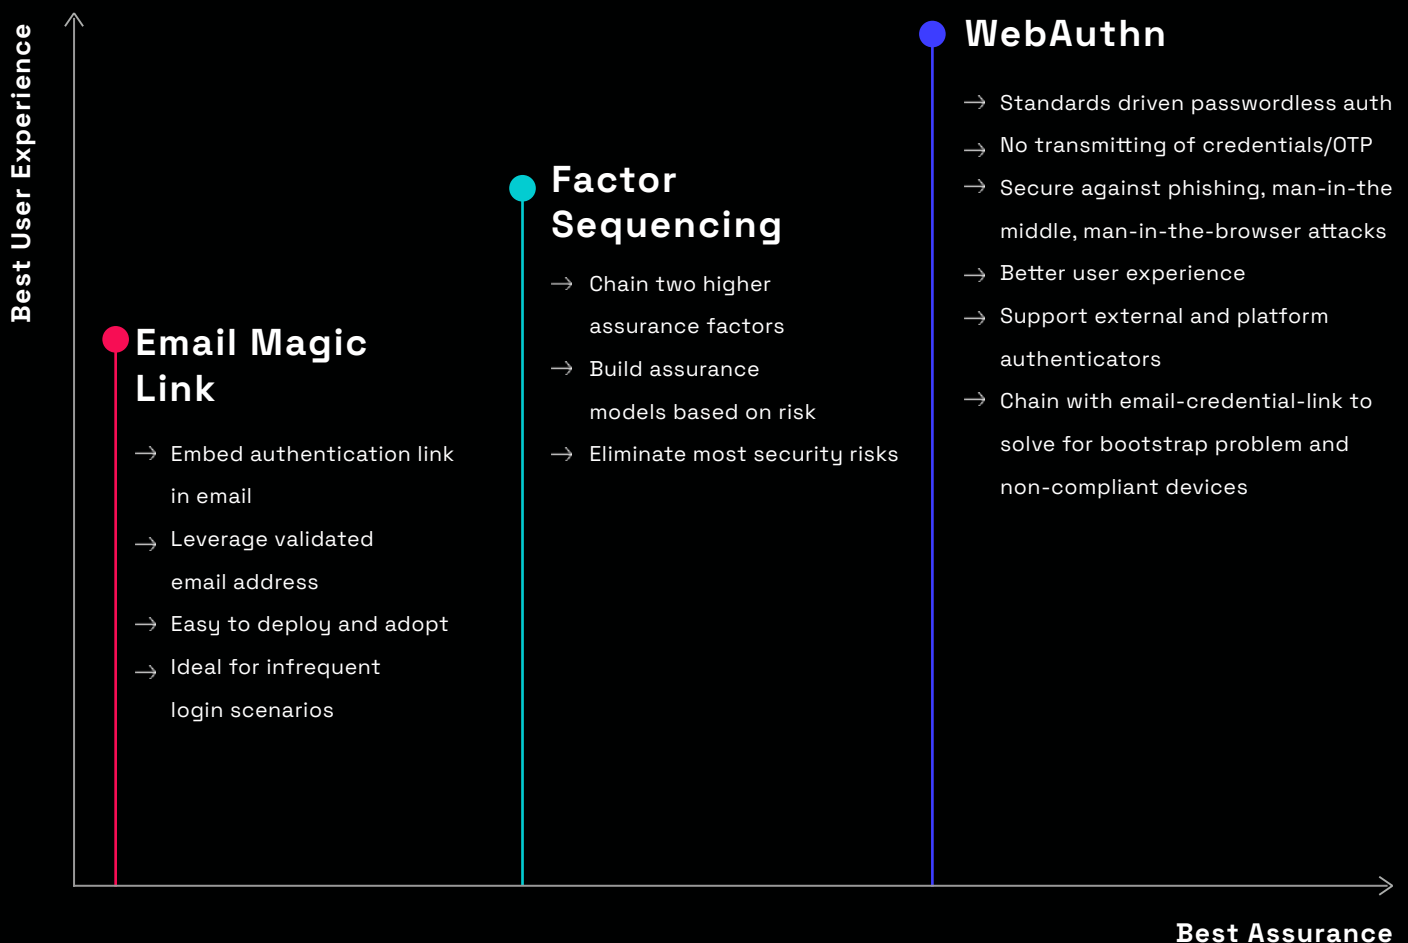 Best User Experience
Email Magic
Link
Embed authentication link
in email
Leverage validated
email address
Easy to deploy and adopt
Ideal for infrequent
login scenarios
Factor
Sequencing
Chain two higher
assurance factors
Build assurance
models based on risk
Eliminate most security risks
WebAuthn
Standards driven passwordless auth
No transmitting of credentials/OTP
Secure against phishing, man-in-the
middle, man-in-the-browser attacks
Better user experience
Support external and platform
authenticators
Chain with email-credential-link to
solve for bootstrap problem and
non-compliant devices
Best Assurance